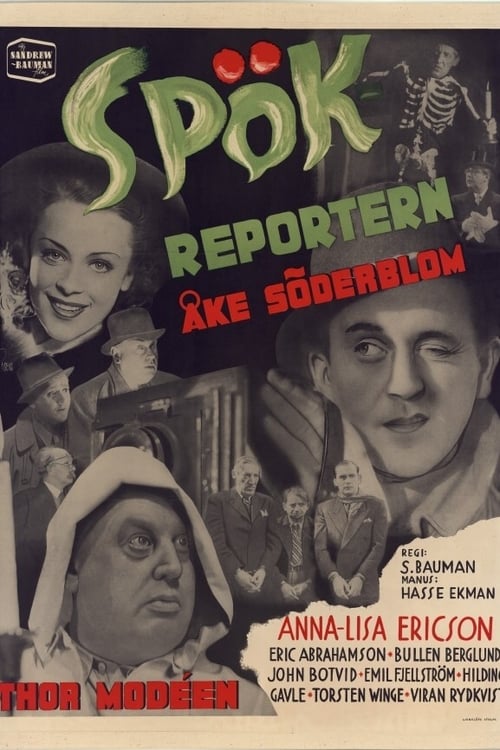 SANDREW
-BAUMAN
film
SPÖK-
REPORTERN
ÅKE SÖDERBLOM
REGI:
S. BAUMAN
MANUS:
HASSE EKMAN
ANNA-LISA ERICSON
ERIC ABRAHAMSON • BULLEN BERGLUND
JOHN BOTVID • EMIL FJELLSTRÖM • HILDING
GAVLE • TORSTEN WINGE • VIRAN RYDKVIST
THOR MODÉEN